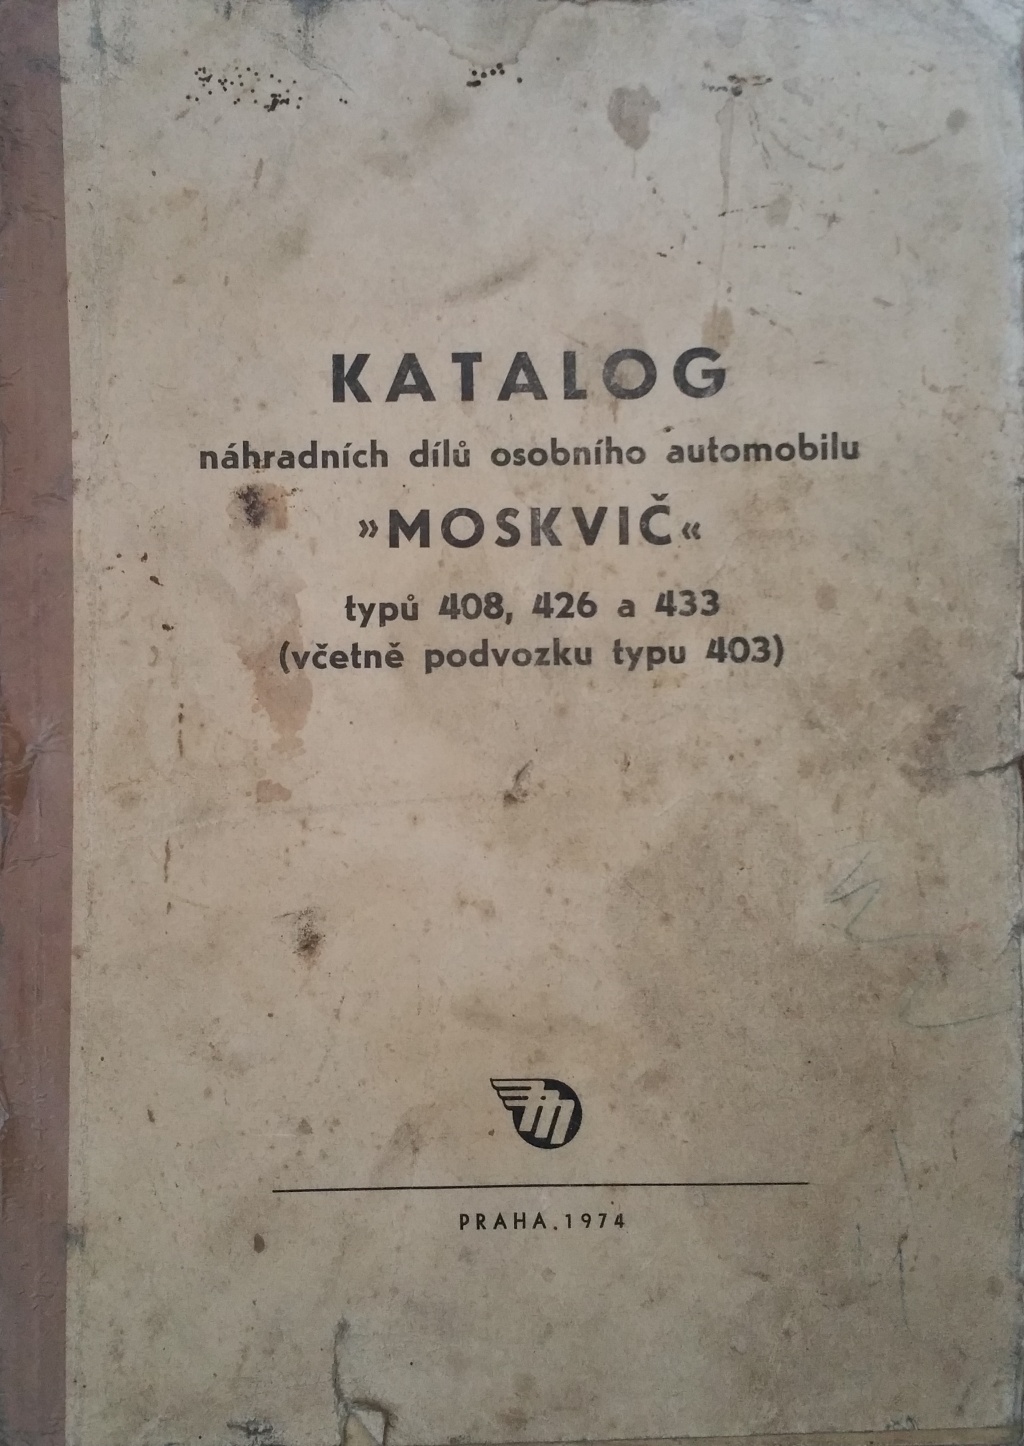 KATALOG
náhradních dílů osobního automobilu
»MOSKVIČ«
typů 408, 426 a 433
(včetně podvozku typu 403)
m
PRAHA.1974